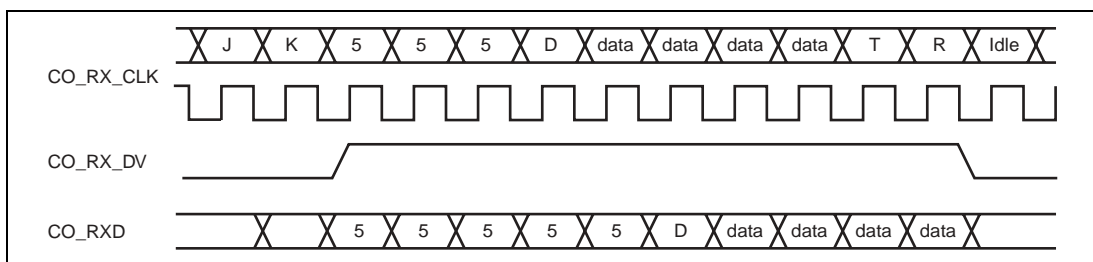 J K 5 5 5 D data data data data T R Idle
CO_RX_CLK
CO_RX_DV
CO_RXD 5 5 5 5 5 D data data data data